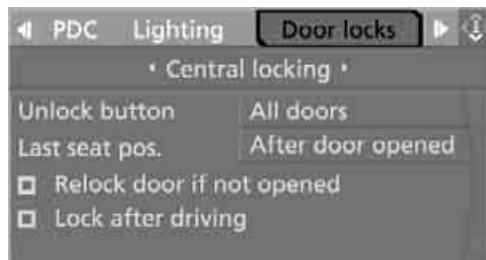 PDC Lighting Door locks
• Central locking •
Unlock button All doors
Last seat pos. After door opened
Relock door if not opened
Lock after driving